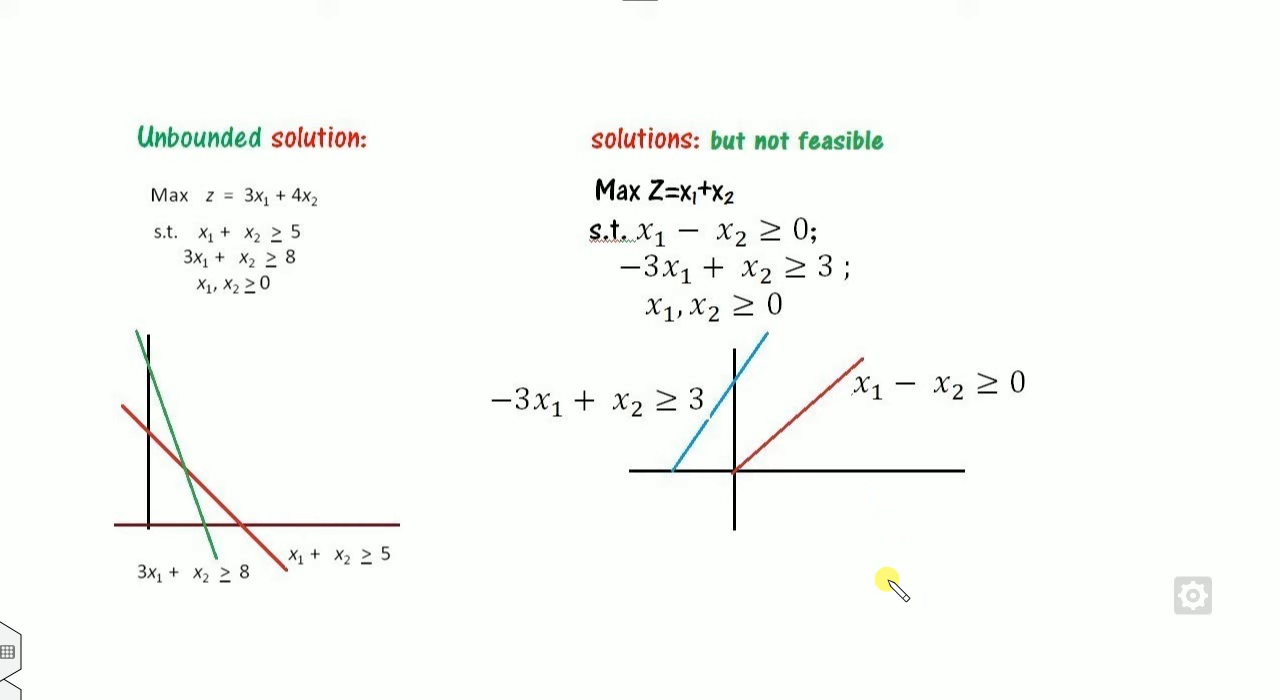 Unbounded solution:
Max z = 3x₁ + 4x₂
s.t. x₁ + x₂ ≥ 5
3x₁ + x₂ ≥ 8
x₁, x₂ ≥ 0
3x₁ + x₂ ≥ 8
x₁ + x₂ ≥ 5
solutions: but not feasible
Max Z=x₁+x₂
s.t. x₁ − x₂ ≥ 0;
−3x₁ + x₂ ≥ 3 ;
x₁, x₂ ≥ 0
−3x₁ + x₂ ≥ 3
x₁ − x₂ ≥ 0